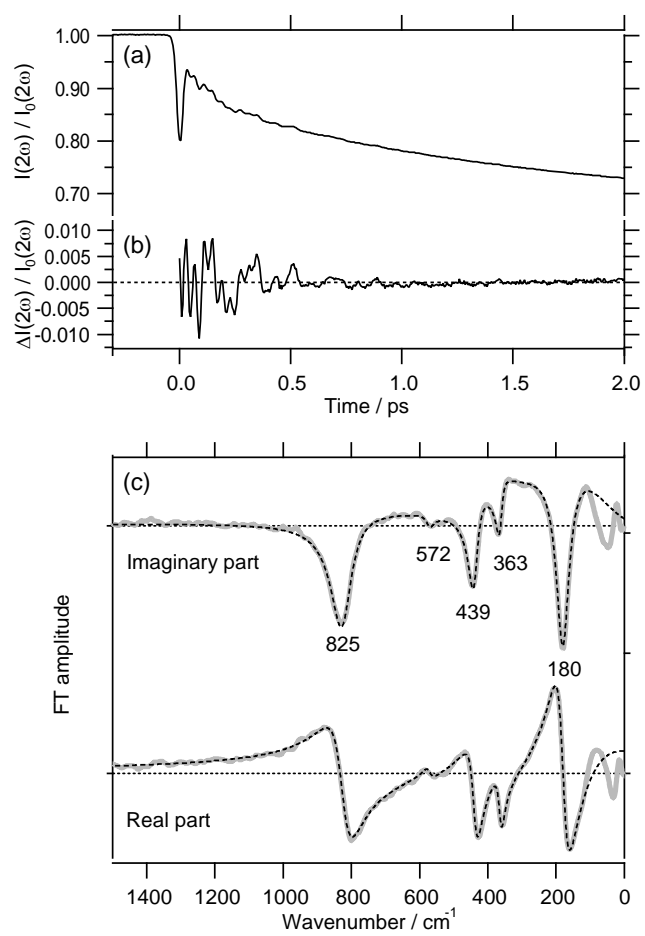 (a)
I(2ω) / I0(2ω)
1.00
0.90
0.80
0.70
(b)
ΔI(2ω) / I0(2ω)
0.010
0.005
0.000
-0.005
-0.010
0.0 0.5 1.0 1.5 2.0
Time / ps
(c)
FT amplitude
Imaginary part
825
572
439
363
180
Real part
1400 1200 1000 800 600 400 200 0
Wavenumber / cm-1